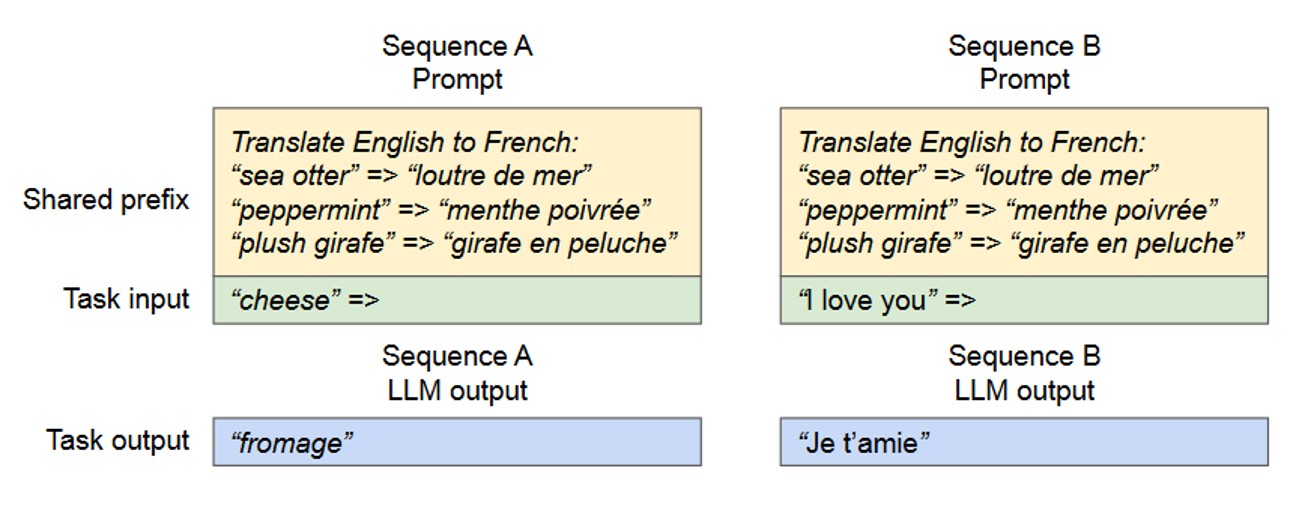 Sequence A
Prompt
Sequence B
Prompt
Shared prefix
Translate English to French:
“sea otter” => “loutre de mer”
“peppermint” => “menthe poivrée”
“plush girafe” => “girafe en peluche”
Translate English to French:
“sea otter” => “loutre de mer”
“peppermint” => “menthe poivrée”
“plush girafe” => “girafe en peluche”
Task input
“cheese” =>
“I love you” =>
Sequence A
LLM output
Sequence B
LLM output
Task output
“fromage”
“Je t’amie”